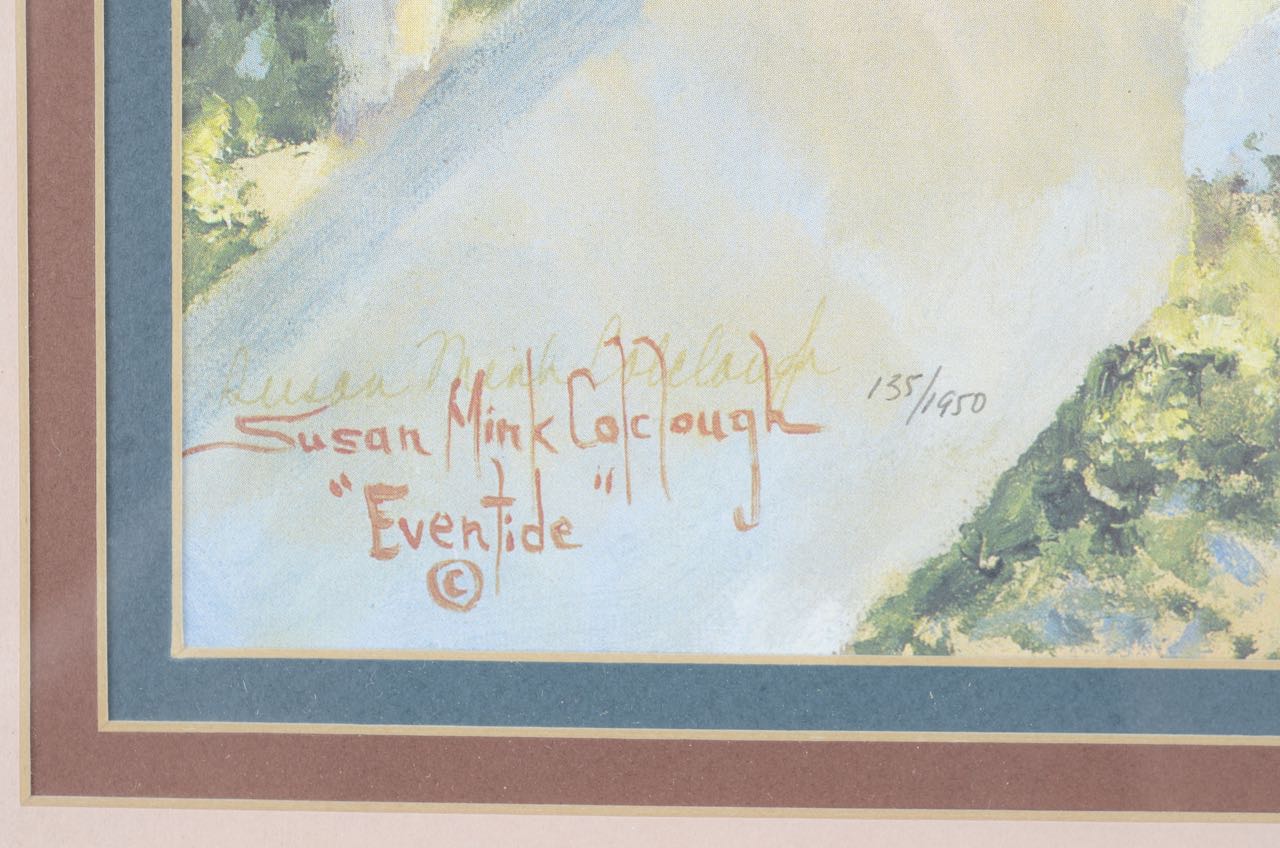 Susan Mink Colclough
135/1950
Susan Mink Colclough
"Eventide"
©